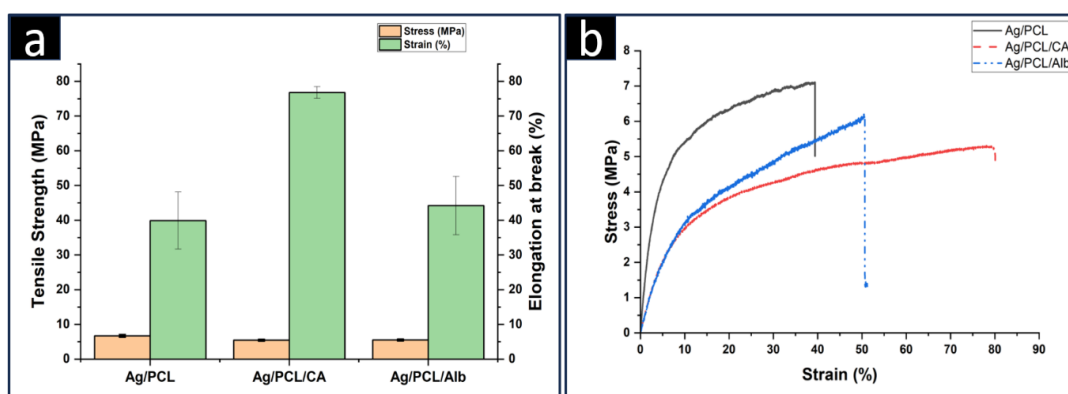 a
Stress (MPa)
Strain (%)
Tensile Strength (MPa)
80
70
60
50
40
30
20
10
0
Elongation at break (%)
80
70
60
50
40
30
20
10
0
Ag/PCL
Ag/PCL/CA
Ag/PCL/Alb
b
Ag/PCL
Ag/PCL/CA
Ag/PCL/Alb
Stress (MPa)
8
7
6
5
4
3
2
1
0
0 10 20 30 40 50 60 70 80 90
Strain (%)